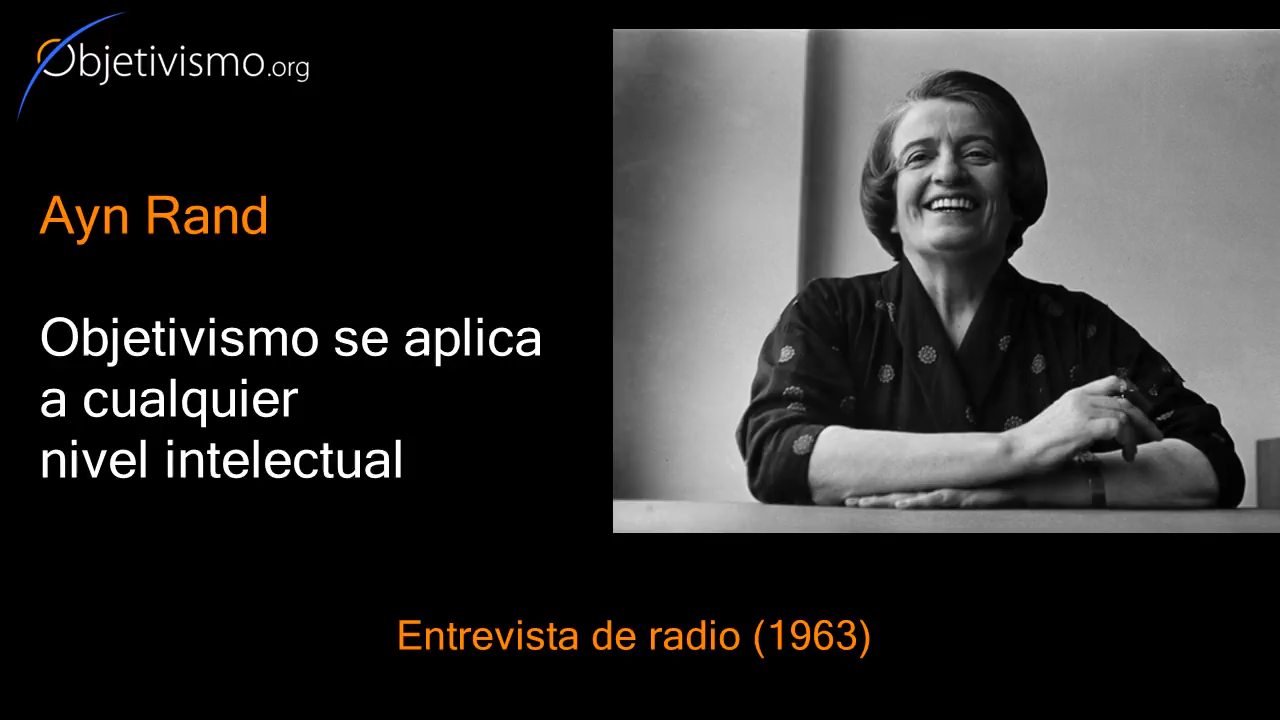 Objetivismo.org
Ayn Rand
Objetivismo se aplica
a cualquier
nivel intelectual
Entrevista de radio (1963)